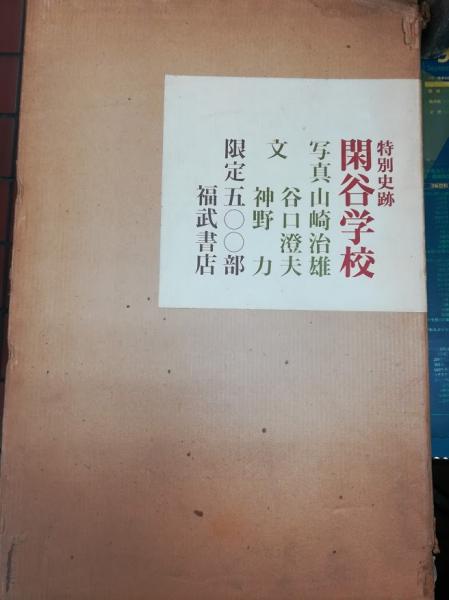 特別史跡
閑谷学校
写真 山崎治雄
文 谷口澄夫
神野 力
限定五〇〇部
福武書店